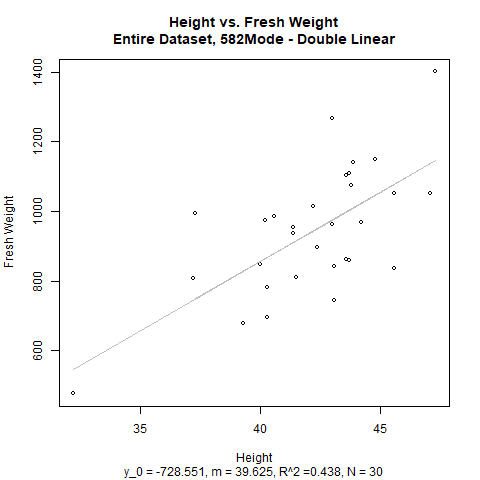 Height vs. Fresh Weight
Entire Dataset, 582Mode - Double Linear
Fresh Weight
1400
1200
1000
800
600
35 40 45
Height
y_0 = -728.551, m = 39.625, R^2 =0.438, N = 30